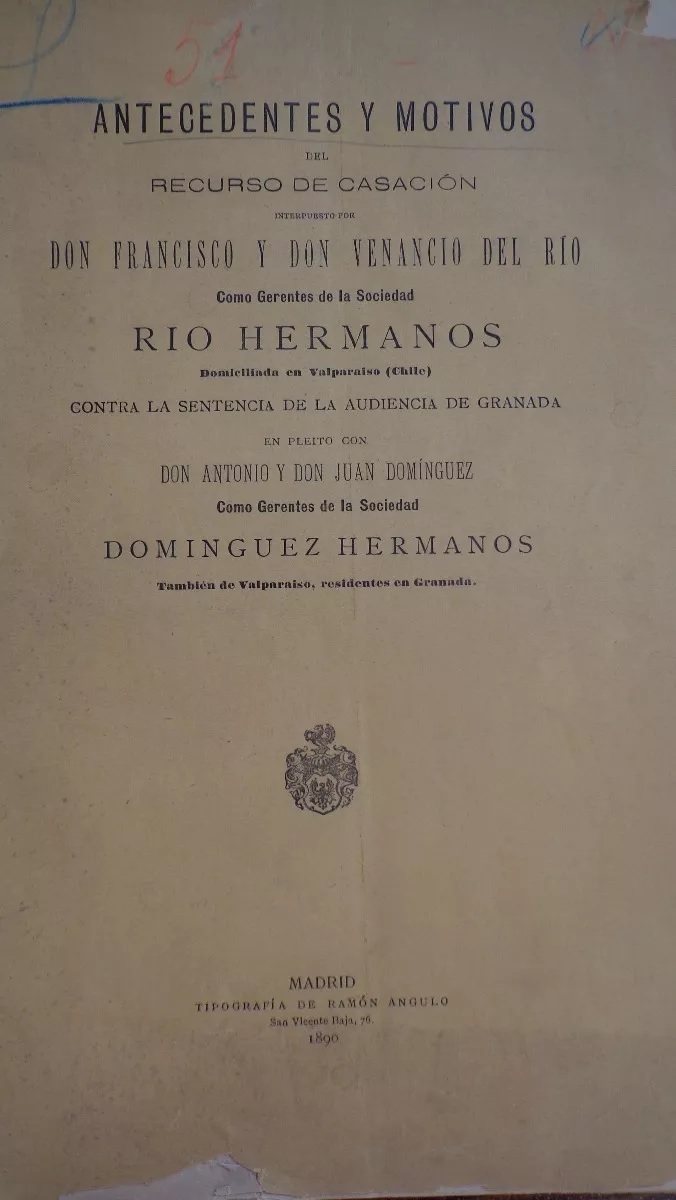 51
ANTECEDENTES Y MOTIVOS
DEL
RECURSO DE CASACIÓN
INTERPUESTO POR
DON FRANCISCO Y DON VENANCIO DEL RÍO
Como Gerentes de la Sociedad
RIO HERMANOS
Domiciliada en Valparaiso (Chile)
CONTRA LA SENTENCIA DE LA AUDIENCIA DE GRANADA
EN PLEITO CON
DON ANTONIO Y DON JUAN DOMÍNGUEZ
Como Gerentes de la Sociedad
DOMINGUEZ HERMANOS
También de Valparaiso, residentes en Granada.
MADRID
TIPOGRAFÍA DE RAMÓN ANGULO
San Vicente Baja, 76.
1890